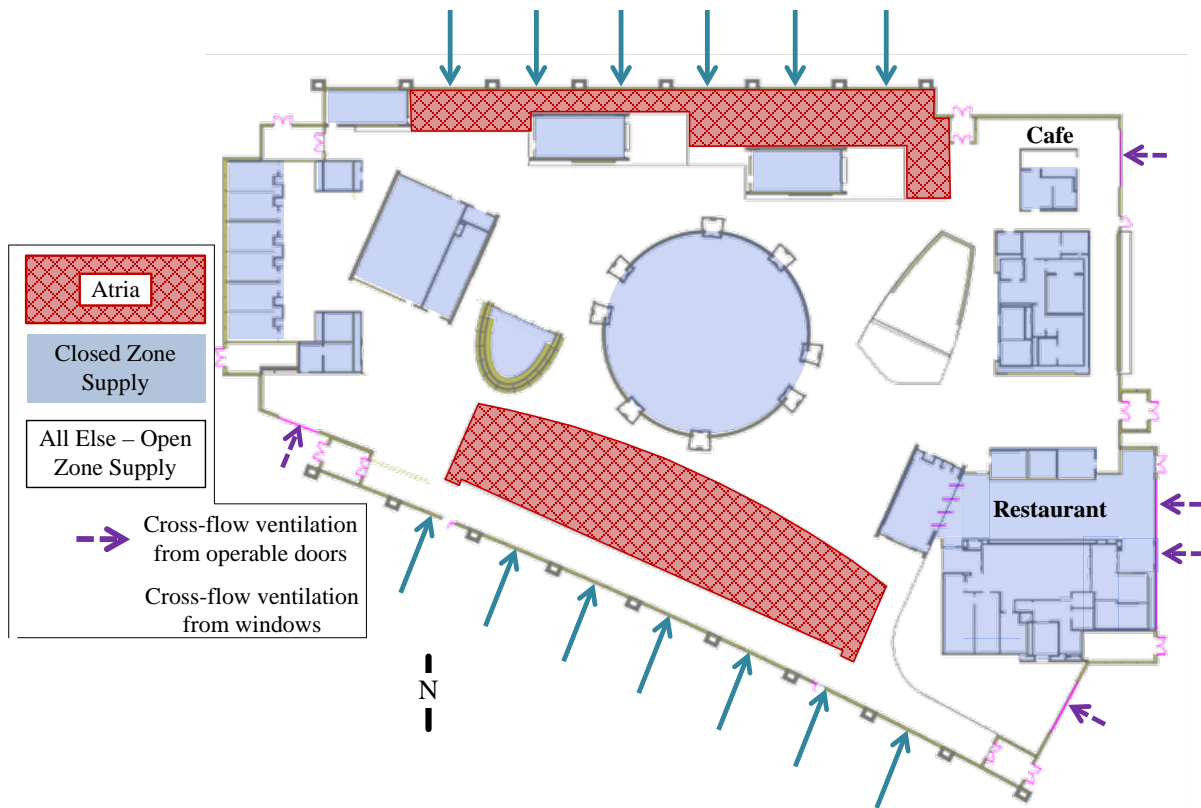 Cafe
Atria
Closed Zone
Supply
All Else – Open
Zone Supply
Restaurant
Cross-flow ventilation
from operable doors
Cross-flow ventilation
from windows
N